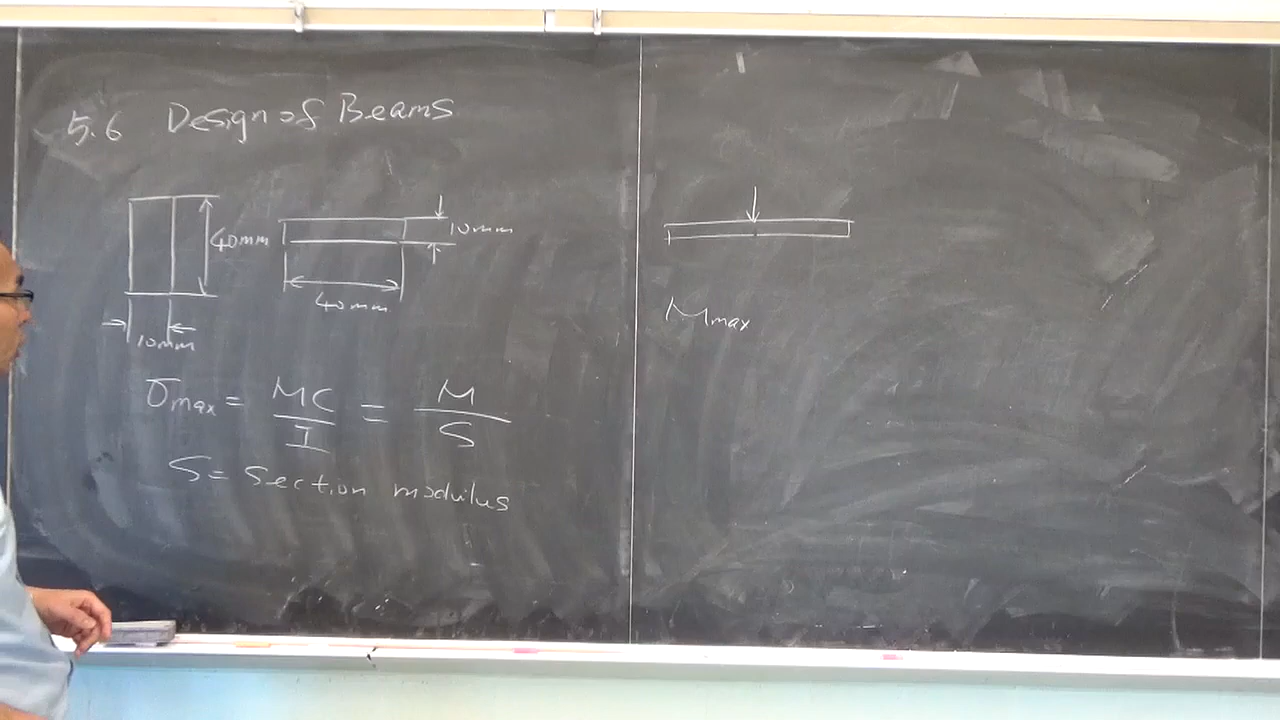 5.6 Design of Beams
40mm
10mm
10mm
40mm
σmax = MC/I = M/S
S = Section modulus
Mmax